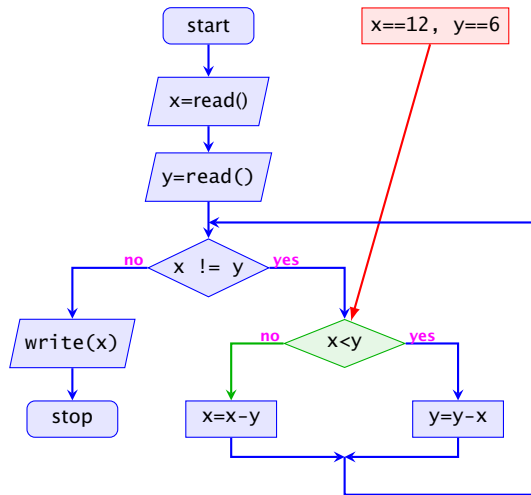 start
x==12, y==6
x=read()
y=read()
no
x != y
yes
write(x)
no
x<y
yes
stop
x=x-y
y=y-x